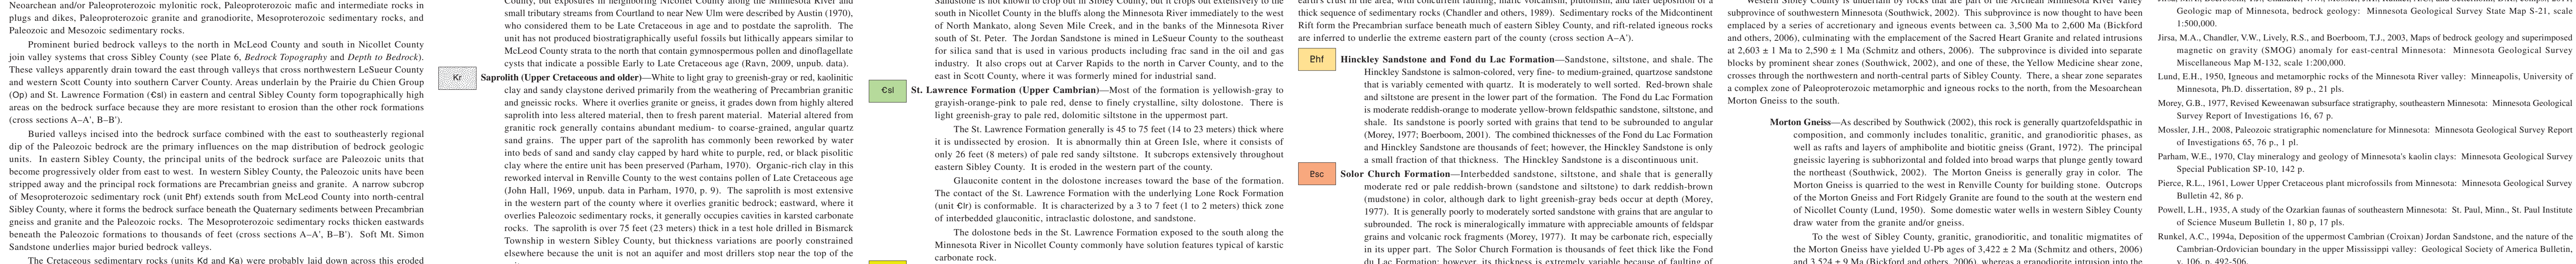 Neoarchean and/or Paleoproterozoic mylonitic rock, Paleoproterozoic mafic and intermediate rocks in
plugs and dikes, Paleoproterozoic granite and granodiorite, Mesoproterozoic sedimentary rocks, and
Paleozoic and Mesozoic sedimentary rocks.
Prominent buried bedrock valleys to the north in McLeod County and south in Nicollet County
join valley systems that cross Sibley County (see Plate 6, Bedrock Topography and Depth to Bedrock).
These valleys apparently drain toward the east through valleys that cross northwestern LeSueur County
and western Scott County into southern Carver County. Areas underlain by the Prairie du Chien Group
(Op) and St. Lawrence Formation (Єsl) in eastern and central Sibley County form topographically high
areas on the bedrock surface because they are more resistant to erosion than the other rock formations
(cross sections A–A', B–B').
Buried valleys incised into the bedrock surface combined with the east to southeasterly regional
dip of the Paleozoic bedrock are the primary influences on the map distribution of bedrock geologic
units. In eastern Sibley County, the principal units of the bedrock surface are Paleozoic units that
become progressively older from east to west. In western Sibley County, the Paleozoic units have been
stripped away and the principal rock formations are Precambrian gneiss and granite. A narrow subcrop
of Mesoproterozoic sedimentary rock (unit Ꝑhf) extends south from McLeod County into north-central
Sibley County, where it forms the bedrock surface beneath the Quaternary sediments between Precambrian
gneiss and granite and the Paleozoic rocks. The Mesoproterozoic sedimentary rocks thicken eastwards
beneath the Paleozoic formations to thousands of feet (cross sections A–A', B–B'). Soft Mt. Simon
Sandstone underlies major buried bedrock valleys.
The Cretaceous sedimentary rocks (units Kd and Ka) were probably laid down across this eroded
County, but exposures in neighboring Nicollet County along the Minnesota River and
small tributary streams from Courtland to near New Ulm were described by Austin (1970),
who considered them to be Late Cretaceous in age and to postdate the saprolith. The
unit has not produced biostratigraphically useful fossils but lithically appears similar to
McLeod County strata to the north that contain gymnospermous pollen and dinoflagellate
cysts that indicate a possible Early to Late Cretaceous age (Ravn, 2009, unpub. data).
Kr Saprolith (Upper Cretaceous and older)—White to light gray to greenish-gray or red, kaolinitic
clay and sandy claystone derived primarily from the weathering of Precambrian granitic
and gneissic rocks. Where it overlies granite or gneiss, it grades down from highly altered
saprolith into less altered material, then to fresh parent material. Material altered from
granitic rock generally contains abundant medium- to coarse-grained, angular quartz
sand grains. The upper part of the saprolith has commonly been reworked by water
into beds of sand and sandy clay capped by hard white to purple, red, or black pisolitic
clay where the entire unit has been preserved (Parham, 1970). Organic-rich clay in this
reworked interval in Renville County to the west contains pollen of Late Cretaceous age
(John Hall, 1969, unpub. data in Parham, 1970, p. 9). The saprolith is most extensive
in the western part of the county where it overlies granitic bedrock; eastward, where it
overlies Paleozoic sedimentary rocks, it generally occupies cavities in karsted carbonate
rocks. The saprolith is over 75 feet (23 meters) thick in a test hole drilled in Bismarck
Township in western Sibley County, but thickness variations are poorly constrained
elsewhere because the unit is not an aquifer and most drillers stop near the top of the
Sandstone is not known to crop out in Sibley County, but it crops out extensively to the
south in Nicollet County in the bluffs along the Minnesota River immediately to the west
of North Mankato, along Seven Mile Creek, and in the banks of the Minnesota River
south of St. Peter. The Jordan Sandstone is mined in LeSueur County to the southeast
for silica sand that is used in various products including frac sand in the oil and gas
industry. It also crops out at Carver Rapids to the north in Carver County, and to the
east in Scott County, where it was formerly mined for industrial sand.
Єsl St. Lawrence Formation (Upper Cambrian)—Most of the formation is yellowish-gray to
grayish-orange-pink to pale red, dense to finely crystalline, silty dolostone. There is
light greenish-gray to pale red, dolomitic siltstone in the uppermost part.
The St. Lawrence Formation generally is 45 to 75 feet (14 to 23 meters) thick where
it is undissected by erosion. It is abnormally thin at Green Isle, where it consists of
only 26 feet (8 meters) of pale red sandy siltstone. It subcrops extensively throughout
eastern Sibley County. It is eroded in the western part of the county.
Glauconite content in the dolostone increases toward the base of the formation.
The contact of the St. Lawrence Formation with the underlying Lone Rock Formation
(unit Єlr) is conformable. It is characterized by a 3 to 7 feet (1 to 2 meters) thick zone
of interbedded glauconitic, intraclastic dolostone, and sandstone.
The dolostone beds in the St. Lawrence Formation exposed to the south along the
Minnesota River in Nicollet County commonly have solution features typical of karstic
carbonate rock.
earth's crust in the area, with concurrent faulting, mafic volcanism, plutonism, and later deposition of a
thick sequence of sedimentary rocks (Chandler and others, 1989). Sedimentary rocks of the Midcontinent
Rift form the Precambrian surface beneath much of eastern Sibley County, and rift-related igneous rocks
are inferred to underlie the extreme eastern part of the county (cross section A–A').
Ꝑhf Hinckley Sandstone and Fond du Lac Formation—Sandstone, siltstone, and shale. The
Hinckley Sandstone is salmon-colored, very fine- to medium-grained, quartzose sandstone
that is variably cemented with quartz. It is moderately to well sorted. Red-brown shale
and siltstone are present in the lower part of the formation. The Fond du Lac Formation
is moderate reddish-orange to moderate yellow-brown feldspathic sandstone, siltstone, and
shale. Its sandstone is poorly sorted with grains that tend to be subrounded to angular
(Morey, 1977; Boerboom, 2001). The combined thicknesses of the Fond du Lac Formation
and Hinckley Sandstone are thousands of feet; however, the Hinckley Sandstone is only
a small fraction of that thickness. The Hinckley Sandstone is a discontinuous unit.
Ꝑsc Solor Church Formation—Interbedded sandstone, siltstone, and shale that is generally
moderate red or pale reddish-brown (sandstone and siltstone) to dark reddish-brown
(mudstone) in color, although dark to light greenish-gray beds occur at depth (Morey,
1977). It is generally poorly to moderately sorted sandstone with grains that are angular to
subrounded. The rock is mineralogically immature with appreciable amounts of feldspar
grains and volcanic rock fragments (Morey, 1977). It may be carbonate rich, especially
in its upper part. The Solor Church Formation is thousands of feet thick like the Fond
du Lac Formation; however, its thickness is extremely variable because of faulting of
Western Sibley County is underlain by rocks that are part of the Archean Minnesota River Valley
subprovince of southwestern Minnesota (Southwick, 2002). This subprovince is now thought to have been
emplaced by a series of accretionary and igneous events between ca. 3,500 Ma to 2,600 Ma (Bickford
and others, 2006), culminating with the emplacement of the Sacred Heart Granite and related intrusions
at 2,603 ± 1 Ma to 2,590 ± 1 Ma (Schmitz and others, 2006). The subprovince is divided into separate
blocks by prominent shear zones (Southwick, 2002), and one of these, the Yellow Medicine shear zone,
crosses through the northwestern and north-central parts of Sibley County. There, a shear zone separates
a complex zone of Paleoproterozoic metamorphic and igneous rocks to the north, from the Mesoarchean
Morton Gneiss to the south.
Morton Gneiss—As described by Southwick (2002), this rock is generally quartzofeldspathic in
composition, and commonly includes tonalitic, granitic, and granodioritic phases, as
well as rafts and layers of amphibolite and biotitic gneiss (Grant, 1972). The principal
gneissic layering is subhorizontal and folded into broad warps that plunge gently toward
the northeast (Southwick, 2002). The Morton Gneiss is generally gray in color. The
Morton Gneiss is quarried to the west in Renville County for building stone. Outcrops
of the Morton Gneiss and Fort Ridgely Granite are found to the south at the western end
of Nicollet County (Lund, 1950). Some domestic water wells in western Sibley County
draw water from the granite and/or gneiss.
To the west of Sibley County, granitic, granodioritic, and tonalitic migmatites of
the Morton Gneiss have yielded U-Pb ages of 3,422 ± 2 Ma (Schmitz and others, 2006)
and 3,524 ± 9 Ma (Bickford and others, 2006), whereas a granodiorite intrusion into the
Geologic map of Minnesota, bedrock geology: Minnesota Geological Survey State Map S-21, scale
1:500,000.
Jirsa, M.A., Chandler, V.W., Lively, R.S., and Boerboom, T.J., 2003, Maps of bedrock geology and superimposed
magnetic on gravity (SMOG) anomaly for east-central Minnesota: Minnesota Geological Survey
Miscellaneous Map M-132, scale 1:200,000.
Lund, E.H., 1950, Igneous and metamorphic rocks of the Minnesota River valley: Minneapolis, University of
Minnesota, Ph.D. dissertation, 89 p., 21 pls.
Morey, G.B., 1977, Revised Keweenawan subsurface stratigraphy, southeastern Minnesota: Minnesota Geological
Survey Report of Investigations 16, 67 p.
Mossler, J.H., 2008, Paleozoic stratigraphic nomenclature for Minnesota: Minnesota Geological Survey Report
of Investigations 65, 76 p., 1 pl.
Parham, W.E., 1970, Clay mineralogy and geology of Minnesota's kaolin clays: Minnesota Geological Survey
Special Publication SP-10, 142 p.
Pierce, R.L., 1961, Lower Upper Cretaceous plant microfossils from Minnesota: Minnesota Geological Survey
Bulletin 42, 86 p.
Powell, L.H., 1935, A study of the Ozarkian faunas of southeastern Minnesota: St. Paul, Minn., St. Paul Institute
of Science Museum Bulletin 1, 80 p, 17 pls.
Runkel, A.C., 1994a, Deposition of the uppermost Cambrian (Croixan) Jordan Sandstone, and the nature of the
Cambrian-Ordovician boundary in the upper Mississippi valley: Geological Society of America Bulletin,
v. 106, p. 492-506.